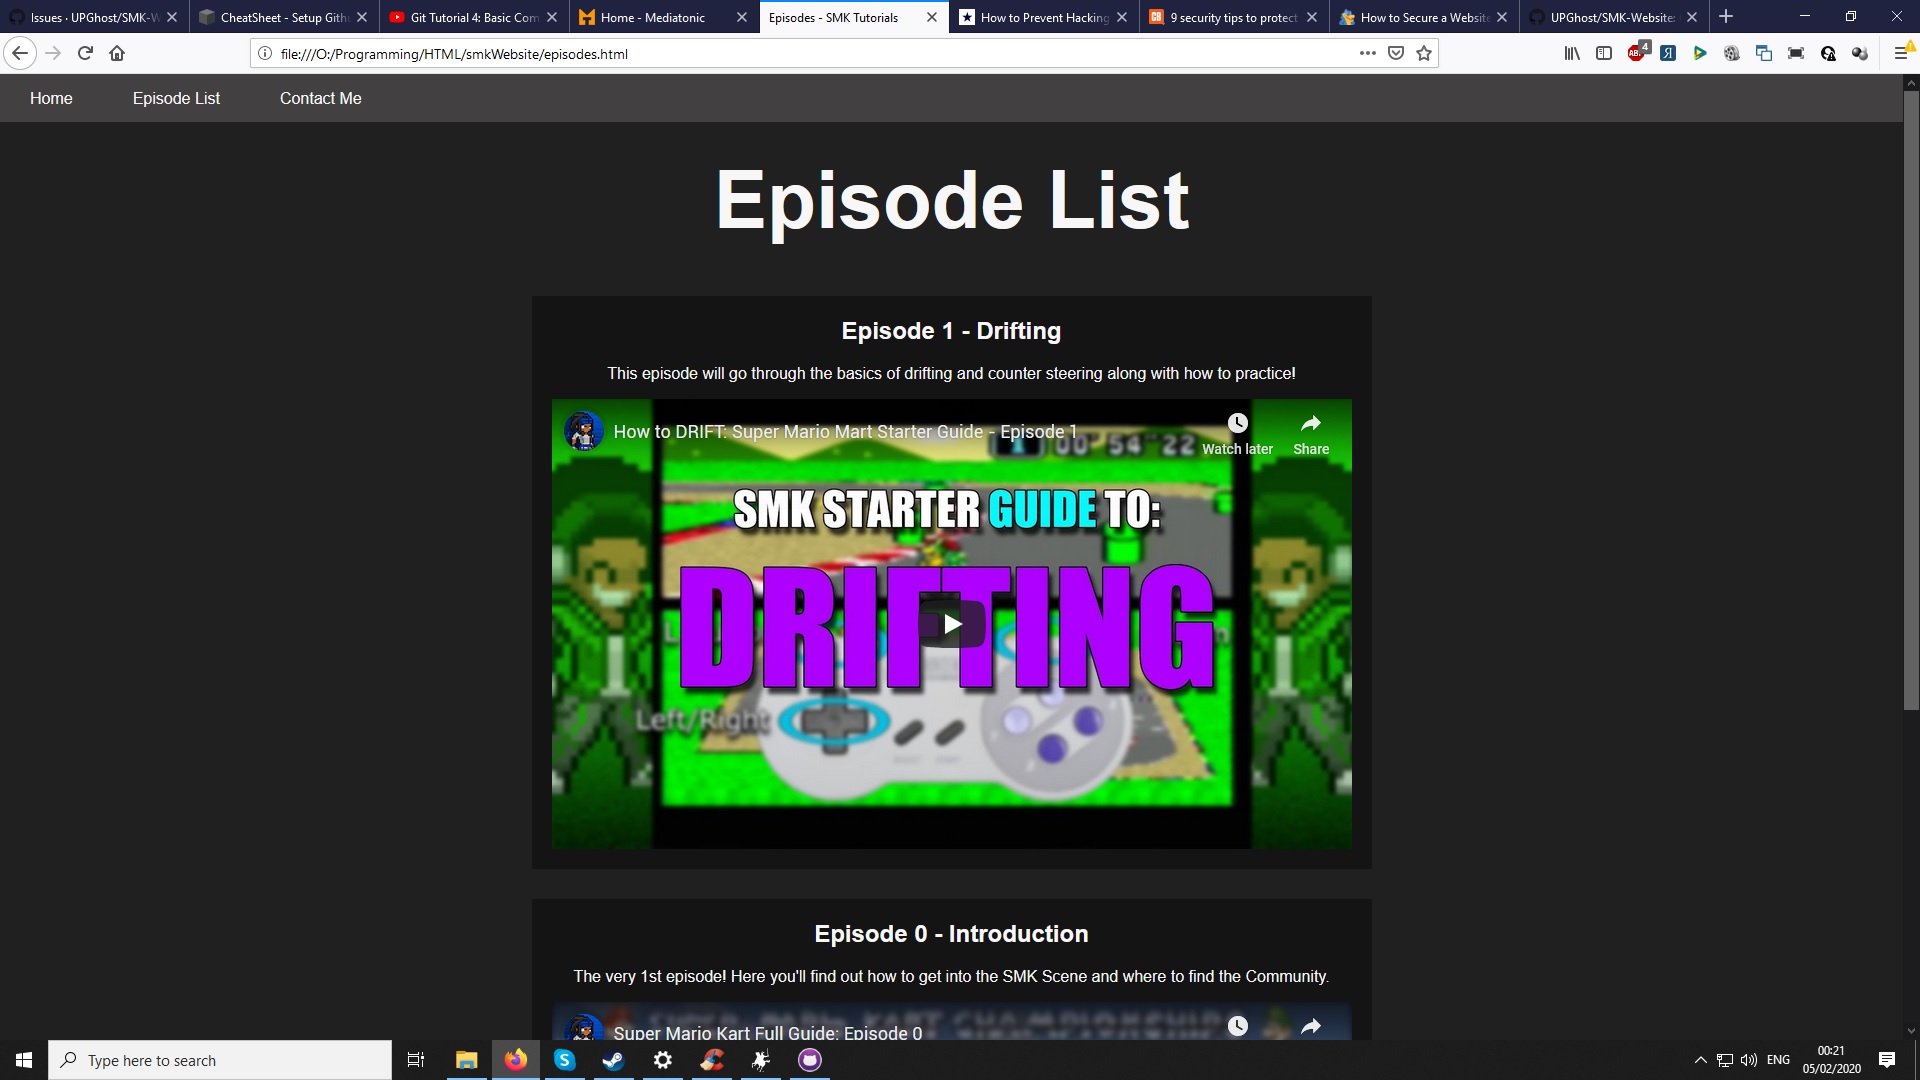 Issues · UPGhost/SMK-W
CheatSheet - Setup Gith
Git Tutorial 4: Basic Com
Home - Mediatonic
Episodes - SMK Tutorials
How to Prevent Hacking
9 security tips to protect
How to Secure a Website
UPGhost/SMK-Website:
file:///O:/Programming/HTML/smkWebsite/episodes.html
4
Home
Episode List
Contact Me
Episode List
Episode 1 - Drifting
This episode will go through the basics of drifting and counter steering along with how to practice!
How to DRIFT: Super Mario Mart Starter Guide - Episode 1
Watch later
Share
1 00'54"22
SMK STARTER GUIDE TO:
DRIFTING
Left/Right
Episode 0 - Introduction
The very 1st episode! Here you'll find out how to get into the SMK Scene and where to find the Community.
Super Mario Kart Full Guide: Episode 0
Type here to search
ENG
00:21
05/02/2020